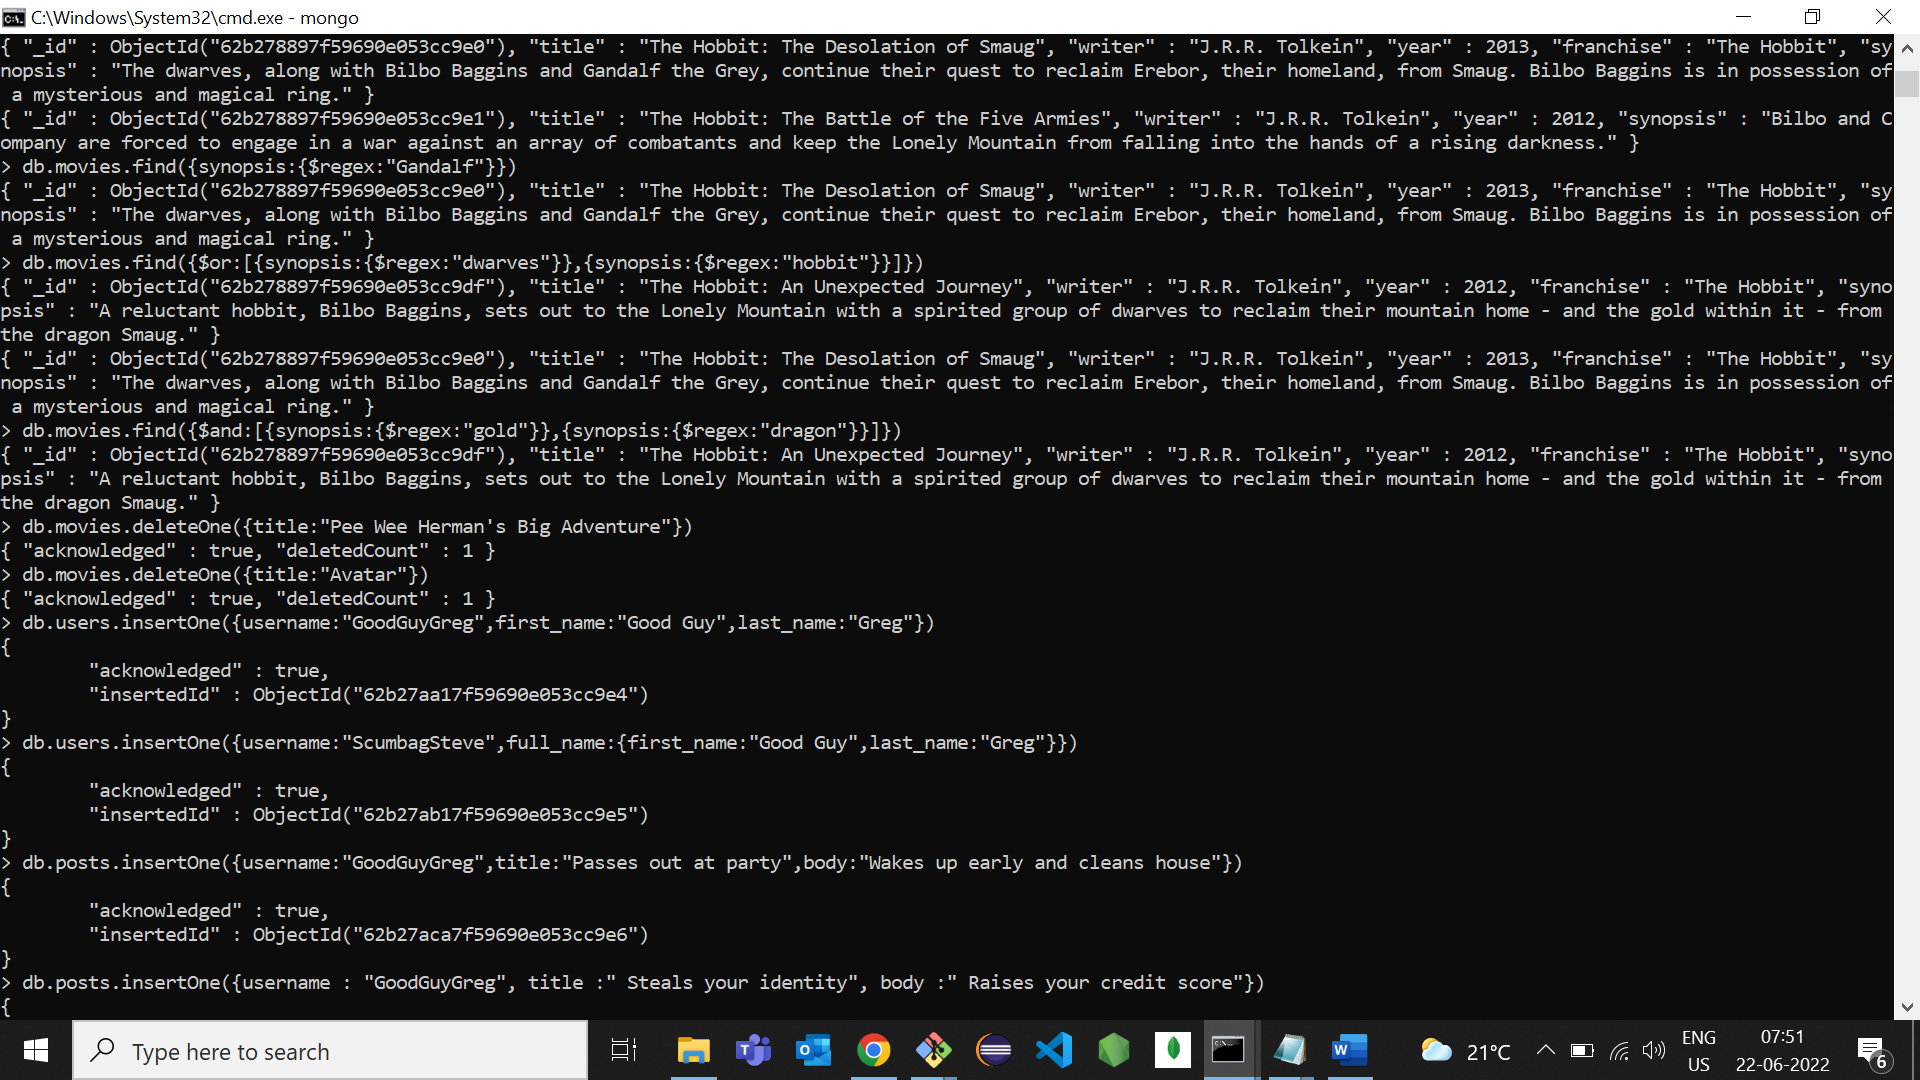 C:\Windows\System32\cmd.exe - mongo
{ "_id" : ObjectId("62b278897f59690e053cc9e0"), "title" : "The Hobbit: The Desolation of Smaug", "writer" : "J.R.R. Tolkein", "year" : 2013, "franchise" : "The Hobbit", "sy
nopsis" : "The dwarves, along with Bilbo Baggins and Gandalf the Grey, continue their quest to reclaim Erebor, their homeland, from Smaug. Bilbo Baggins is in possession of
 a mysterious and magical ring." }
{ "_id" : ObjectId("62b278897f59690e053cc9e1"), "title" : "The Hobbit: The Battle of the Five Armies", "writer" : "J.R.R. Tolkein", "year" : 2012, "synopsis" : "Bilbo and C
ompany are forced to engage in a war against an array of combatants and keep the Lonely Mountain from falling into the hands of a rising darkness." }
> db.movies.find({synopsis:{$regex:"Gandalf"}})
{ "_id" : ObjectId("62b278897f59690e053cc9e0"), "title" : "The Hobbit: The Desolation of Smaug", "writer" : "J.R.R. Tolkein", "year" : 2013, "franchise" : "The Hobbit", "sy
nopsis" : "The dwarves, along with Bilbo Baggins and Gandalf the Grey, continue their quest to reclaim Erebor, their homeland, from Smaug. Bilbo Baggins is in possession of
 a mysterious and magical ring." }
> db.movies.find({$or:[{synopsis:{$regex:"dwarves"}},{synopsis:{$regex:"hobbit"}}]})
{ "_id" : ObjectId("62b278897f59690e053cc9df"), "title" : "The Hobbit: An Unexpected Journey", "writer" : "J.R.R. Tolkein", "year" : 2012, "franchise" : "The Hobbit", "syno
psis" : "A reluctant hobbit, Bilbo Baggins, sets out to the Lonely Mountain with a spirited group of dwarves to reclaim their mountain home - and the gold within it - from
the dragon Smaug." }
{ "_id" : ObjectId("62b278897f59690e053cc9e0"), "title" : "The Hobbit: The Desolation of Smaug", "writer" : "J.R.R. Tolkein", "year" : 2013, "franchise" : "The Hobbit", "sy
nopsis" : "The dwarves, along with Bilbo Baggins and Gandalf the Grey, continue their quest to reclaim Erebor, their homeland, from Smaug. Bilbo Baggins is in possession of
 a mysterious and magical ring." }
> db.movies.find({$and:[{synopsis:{$regex:"gold"}},{synopsis:{$regex:"dragon"}}]})
{ "_id" : ObjectId("62b278897f59690e053cc9df"), "title" : "The Hobbit: An Unexpected Journey", "writer" : "J.R.R. Tolkein", "year" : 2012, "franchise" : "The Hobbit", "syno
psis" : "A reluctant hobbit, Bilbo Baggins, sets out to the Lonely Mountain with a spirited group of dwarves to reclaim their mountain home - and the gold within it - from
the dragon Smaug." }
> db.movies.deleteOne({title:"Pee Wee Herman's Big Adventure"})
{ "acknowledged" : true, "deletedCount" : 1 }
> db.movies.deleteOne({title:"Avatar"})
{ "acknowledged" : true, "deletedCount" : 1 }
> db.users.insertOne({username:"GoodGuyGreg",first_name:"Good Guy",last_name:"Greg"})
{
        "acknowledged" : true,
        "insertedId" : ObjectId("62b27aa17f59690e053cc9e4")
}
> db.users.insertOne({username:"ScumbagSteve",full_name:{first_name:"Good Guy",last_name:"Greg"}})
{
        "acknowledged" : true,
        "insertedId" : ObjectId("62b27ab17f59690e053cc9e5")
}
> db.posts.insertOne({username:"GoodGuyGreg",title:"Passes out at party",body:"Wakes up early and cleans house"})
{
        "acknowledged" : true,
        "insertedId" : ObjectId("62b27aca7f59690e053cc9e6")
}
> db.posts.insertOne({username : "GoodGuyGreg", title :" Steals your identity", body :" Raises your credit score"})
{
Type here to search
21°C
ENG
US
07:51
22-06-2022
6